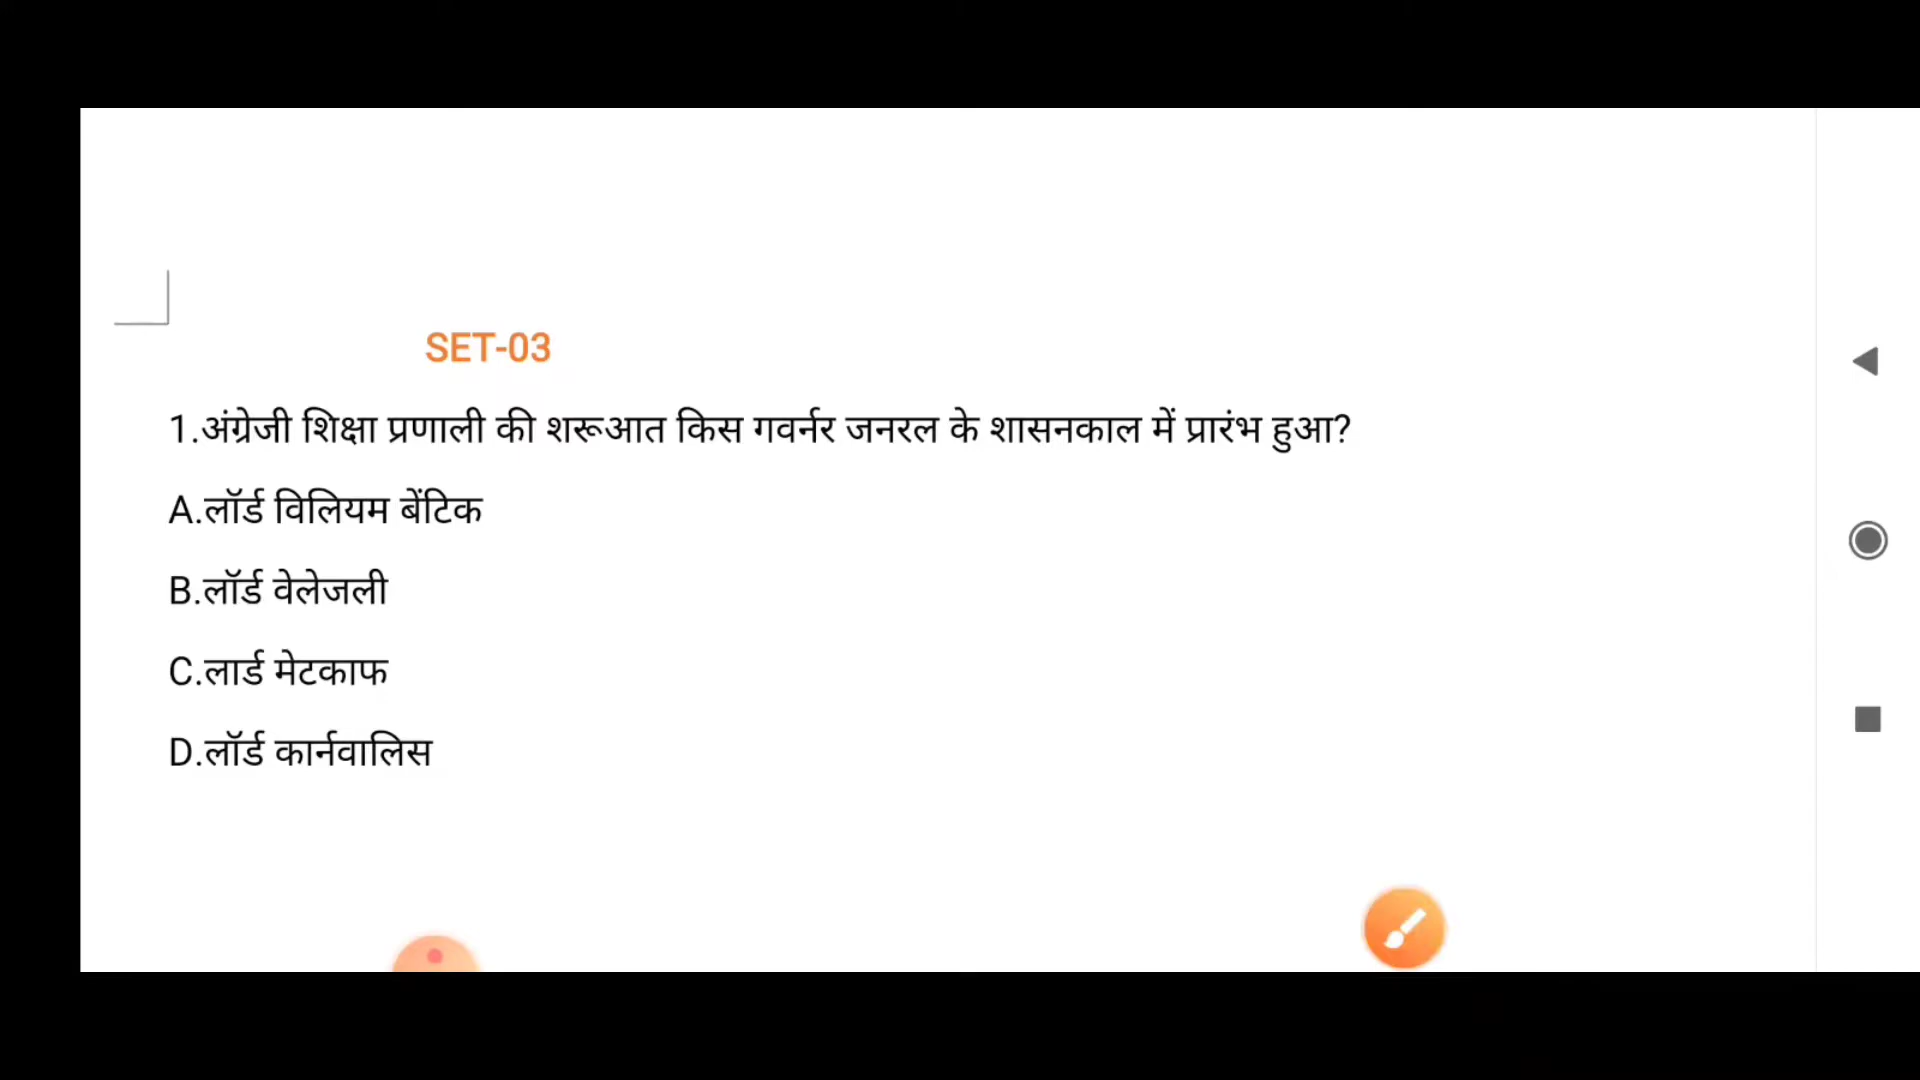 SET-03
1.अंग्रेजी शिक्षा प्रणाली की शरूआत किस गवर्नर जनरल के शासनकाल में प्रारंभ हुआ?
A.लॉर्ड विलियम बेंटिक
B.लॉर्ड वेलेजली
C.लार्ड मेटकाफ
D.लॉर्ड कार्नवालिस